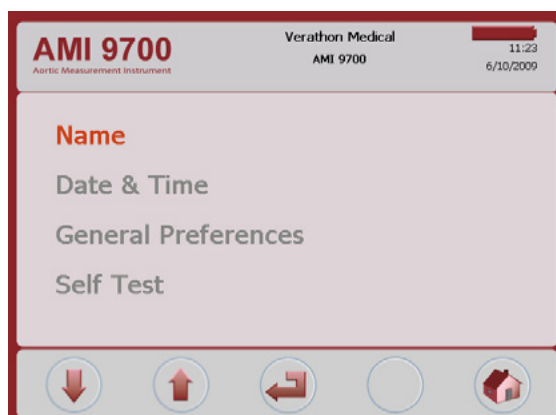 AMI 9700
Aortic Measurement Instrument
Verathon Medical
AMI 9700
11:23
6/10/2009
Name
Date & Time
General Preferences
Self Test